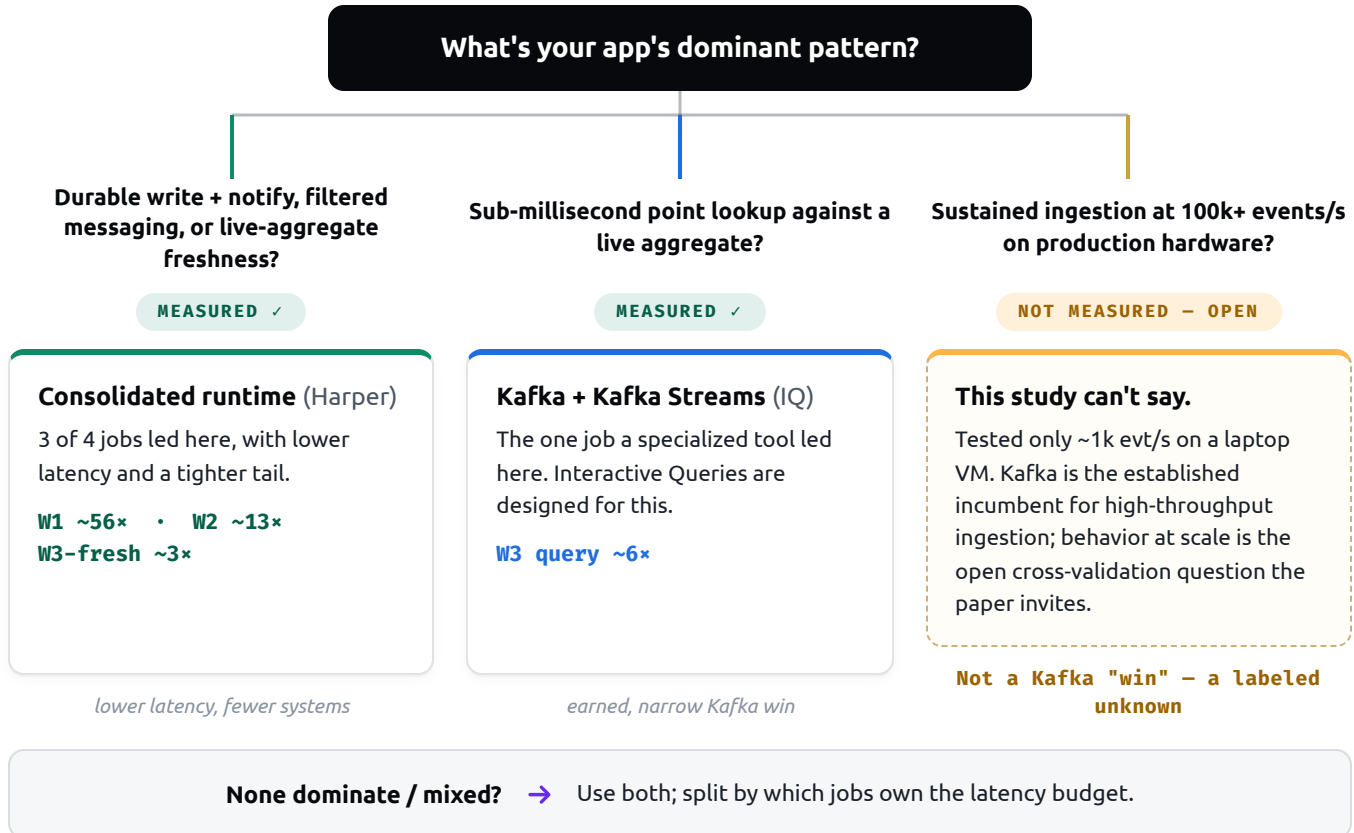 What's your app's dominant pattern?
Durable write + notify, filtered
messaging, or live-aggregate
freshness?
MEASURED ✓
Consolidated runtime (Harper)
3 of 4 jobs led here, with lower
latency and a tighter tail.
W1 ~56× · W2 ~13×
W3-fresh ~3×
lower latency, fewer systems
Sub-millisecond point lookup against a
live aggregate?
MEASURED ✓
Kafka + Kafka Streams (IQ)
The one job a specialized tool led
here. Interactive Queries are
designed for this.
W3 query ~6×
earned, narrow Kafka win
Sustained ingestion at 100k+ events/s
on production hardware?
NOT MEASURED — OPEN
This study can't say.
Tested only ~1k evt/s on a laptop
VM. Kafka is the established
incumbent for high-throughput
ingestion; behavior at scale is the
open cross-validation question the
paper invites.
Not a Kafka "win" — a labeled
unknown
None dominate / mixed? → Use both; split by which jobs own the latency budget.